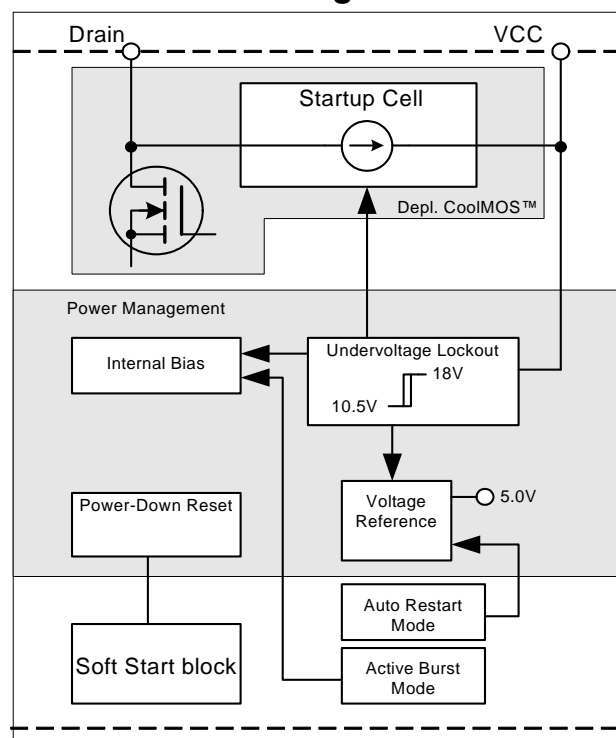 Drain
VCC
Startup Cell
Depl. CoolMOS™
Power Management
Internal Bias
Undervoltage Lockout
18V
10.5V
Power-Down Reset
Voltage
Reference
5.0V
Auto Restart
Mode
Soft Start block
Active Burst
Mode